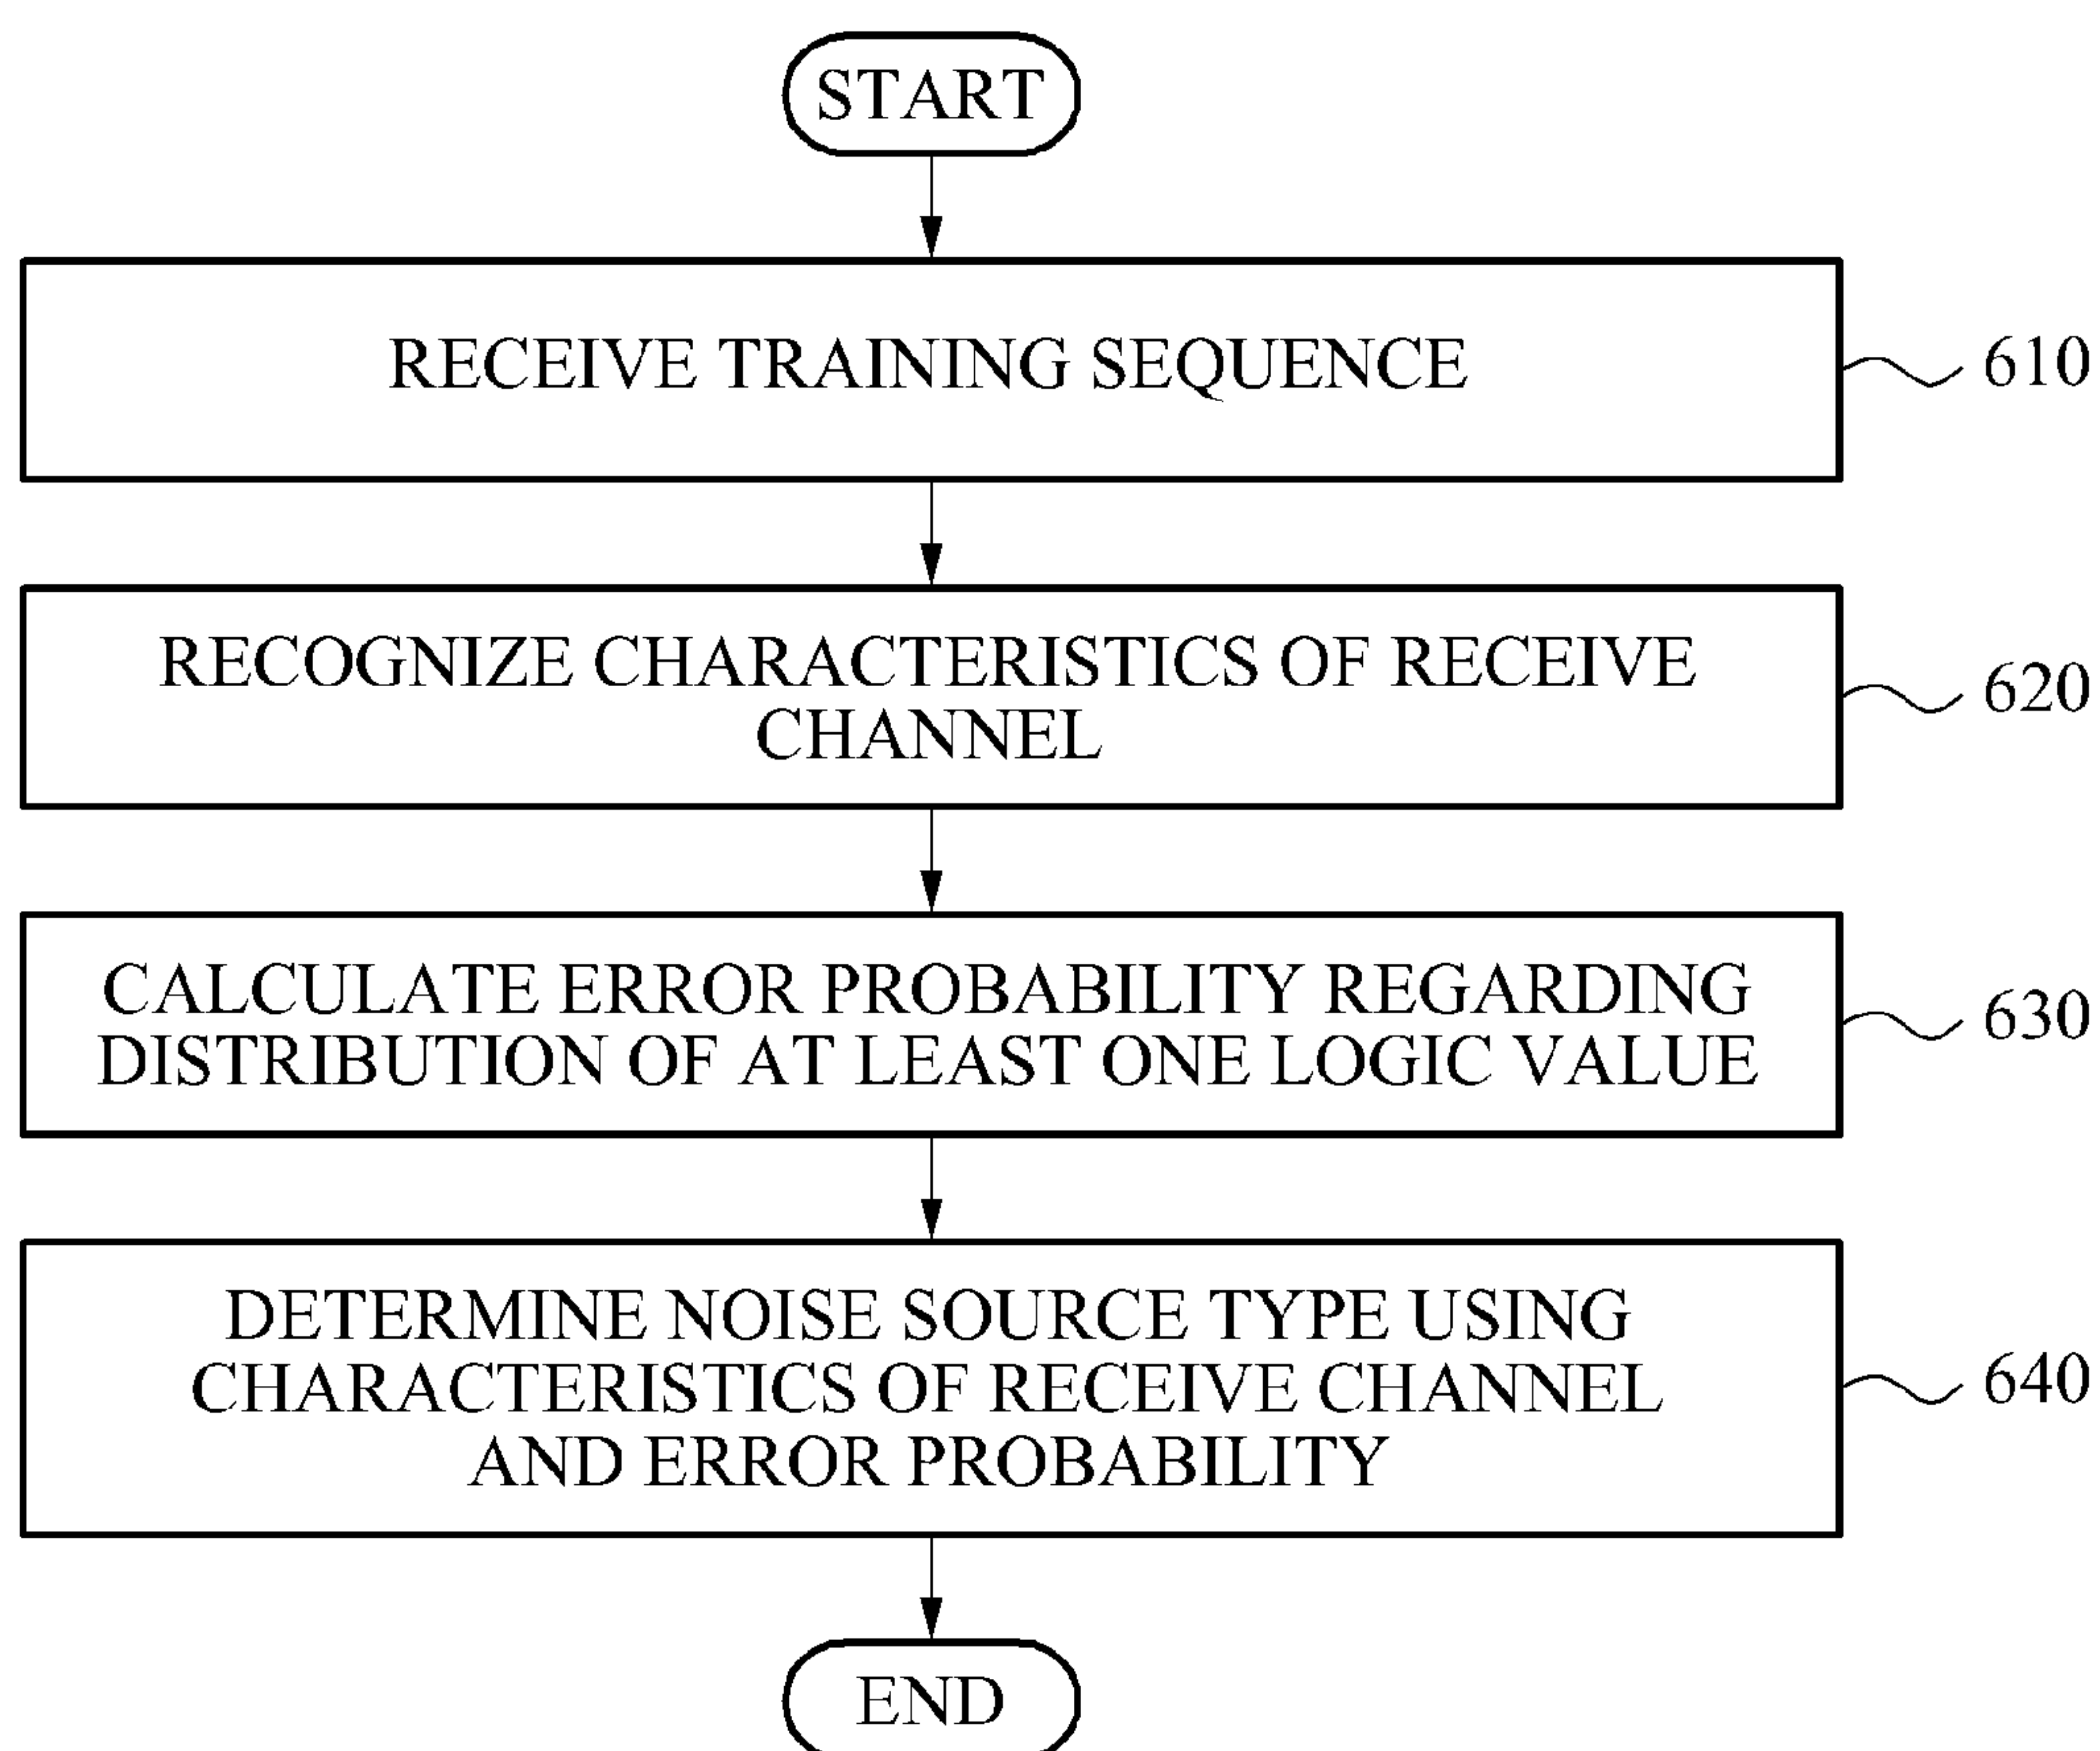 START
RECEIVE TRAINING SEQUENCE
610
RECOGNIZE CHARACTERISTICS OF RECEIVE
CHANNEL
620
CALCULATE ERROR PROBABILITY REGARDING
DISTRIBUTION OF AT LEAST ONE LOGIC VALUE
630
DETERMINE NOISE SOURCE TYPE USING
CHARACTERISTICS OF RECEIVE CHANNEL
AND ERROR PROBABILITY
640
END